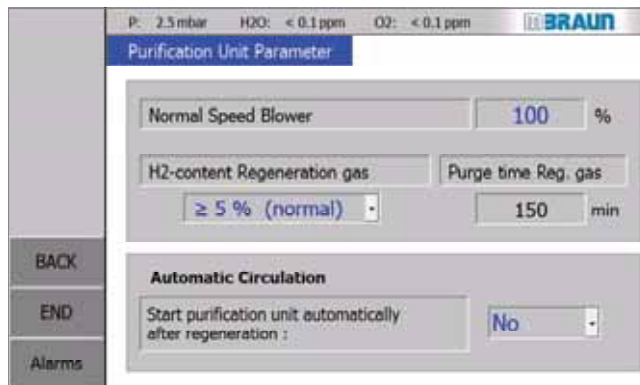 P: 2.5 mbar H2O: < 0.1 ppm O2: < 0.1 ppm BRAUN
Purification Unit Parameter
Normal Speed Blower 100 %
H2-content Regeneration gas Purge time Reg. gas
≥ 5 % (normal) 150 min
BACK
Automatic Circulation
END
Start purification unit automatically No
after regeneration :
Alarms